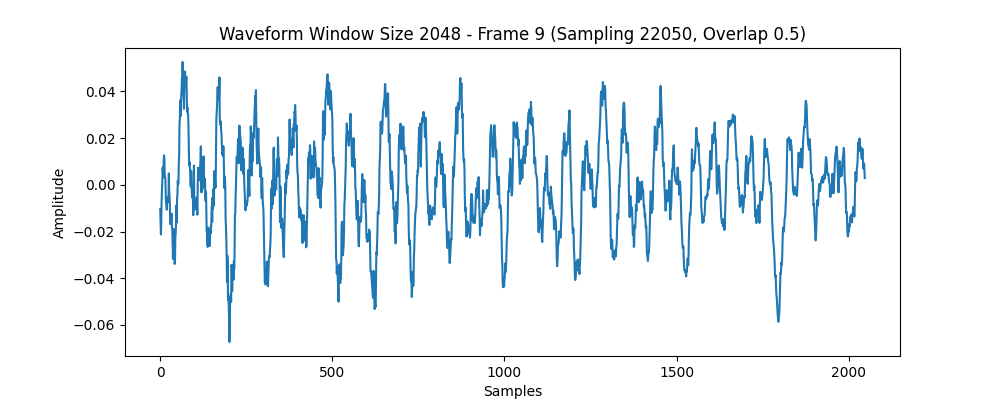 Waveform Window Size 2048 - Frame 9 (Sampling 22050, Overlap 0.5)
0.04
0.02
0.00
−0.02
−0.04
−0.06
Amplitude
0 500 1000 1500 2000
Samples